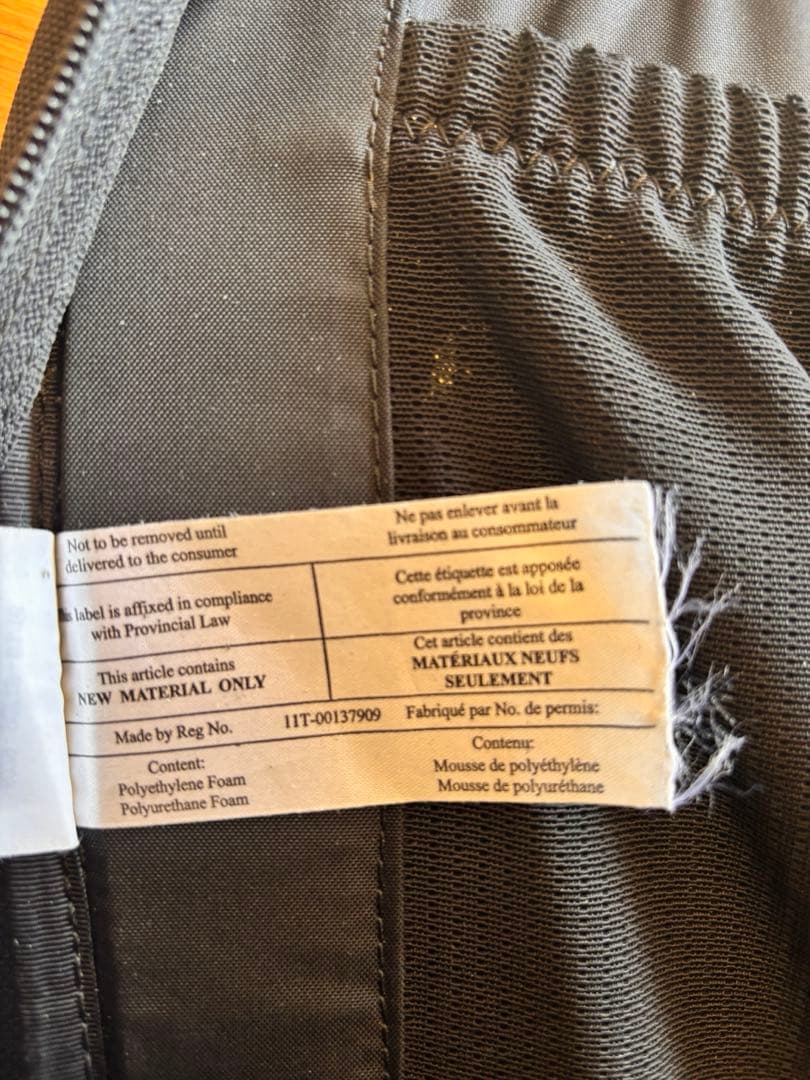 Not to be removed until
delivered to the consumer
Ne pas enlever avant la
livraison au consommateur
label is affixed in compliance
with Provincial Law
Cette étiquette est apposée
conformément à la loi de la
province
This article contains
NEW MATERIAL ONLY
Cet article contient des
MATÉRIAUX NEUFS
SEULEMENT
Made by Reg No. 11T-00137909 Fabriqué par No. de permis:
Content:
Polyethylene Foam
Polyurethane Foam
Contenu:
Mousse de polyéthylène
Mousse de polyuréthane